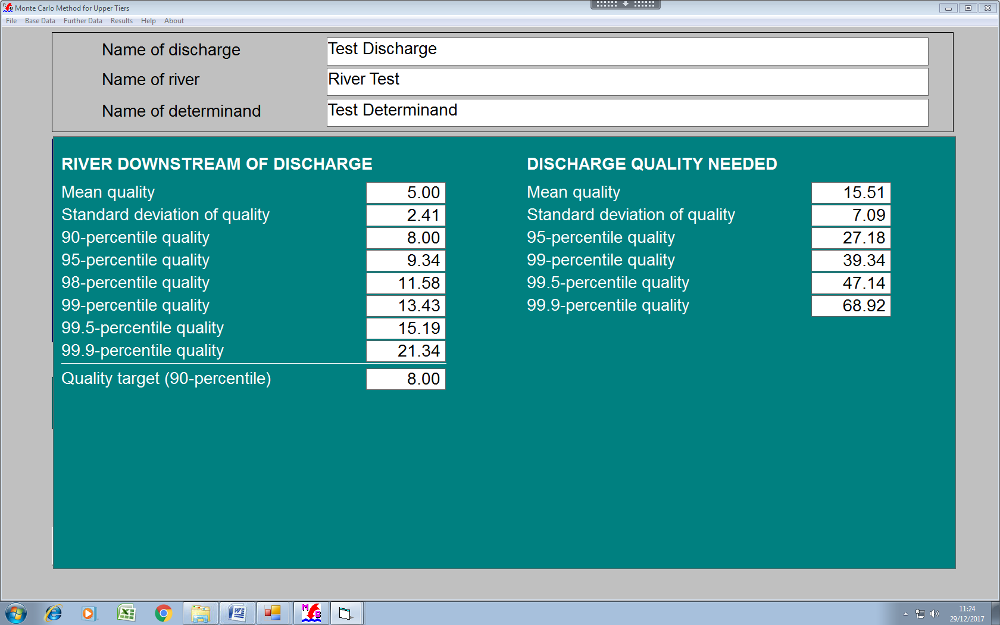 Monte Carlo Method for Upper Tiers
File Base Data Further Data Results Help About
Name of discharge Test Discharge
Name of river River Test
Name of determinand Test Determinand
RIVER DOWNSTREAM OF DISCHARGE
Mean quality 5.00
Standard deviation of quality 2.41
90-percentile quality 8.00
95-percentile quality 9.34
98-percentile quality 11.58
99-percentile quality 13.43
99.5-percentile quality 15.19
99.9-percentile quality 21.34
Quality target (90-percentile) 8.00
DISCHARGE QUALITY NEEDED
Mean quality 15.51
Standard deviation of quality 7.09
95-percentile quality 27.18
99-percentile quality 39.34
99.5-percentile quality 47.14
99.9-percentile quality 68.92
M
B
11:24
29/12/2017